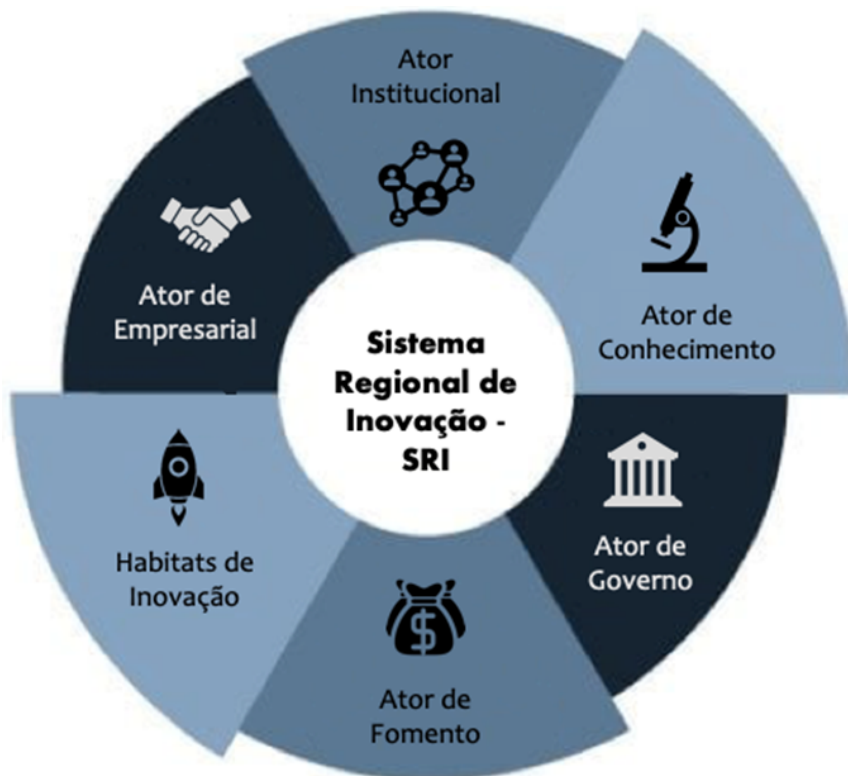 Ator
Institucional
Ator de
Conhecimento
Ator de
Governo
Ator de
Fomento
Habitats de
Inovação
Ator de
Empresarial
Sistema
Regional de
Inovação -
SRI
$